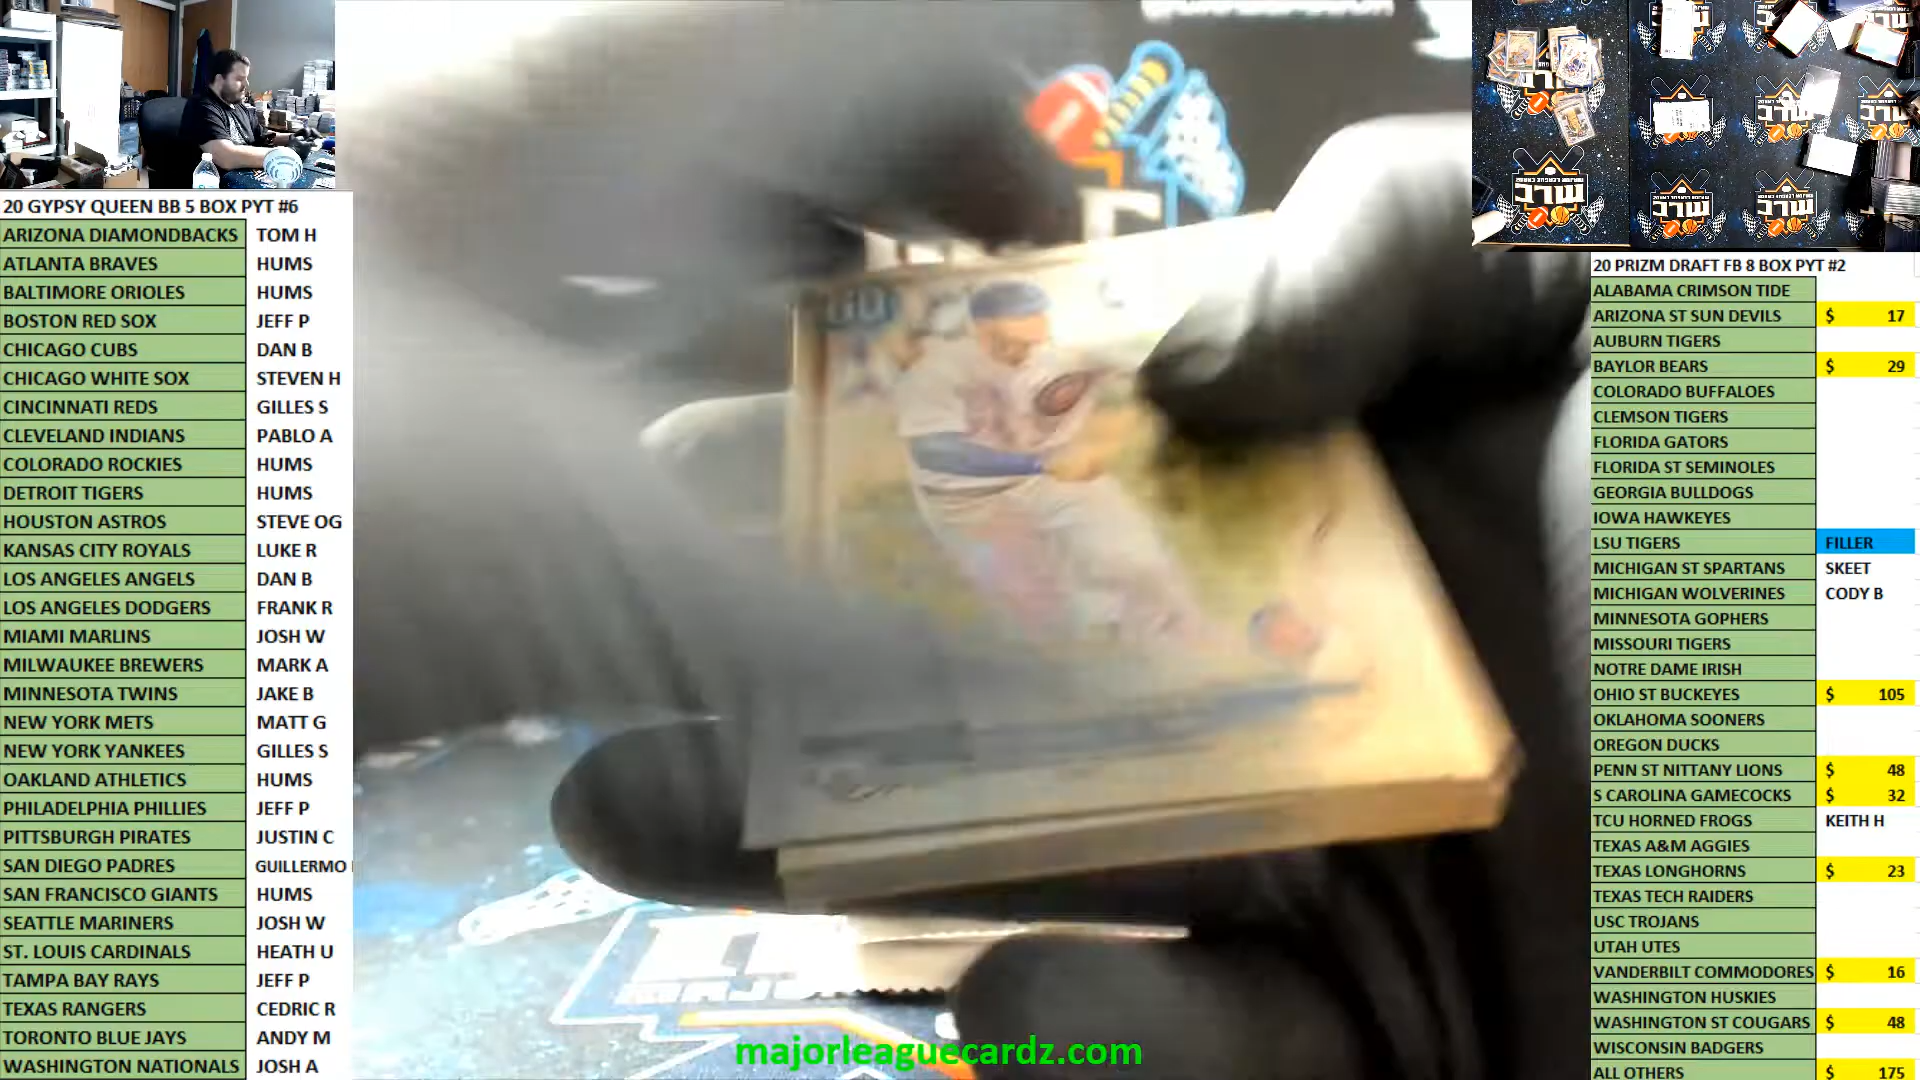 20 GYPSY QUEEN BB 5 BOX PYT #6
ARIZONA DIAMONDBACKS TOM H
ATLANTA BRAVES HUMS
BALTIMORE ORIOLES HUMS
BOSTON RED SOX JEFF P
CHICAGO CUBS DAN B
CHICAGO WHITE SOX STEVEN H
CINCINNATI REDS GILLES S
CLEVELAND INDIANS PABLO A
COLORADO ROCKIES HUMS
DETROIT TIGERS HUMS
HOUSTON ASTROS STEVE OG
KANSAS CITY ROYALS LUKE R
LOS ANGELES ANGELS DAN B
LOS ANGELES DODGERS FRANK R
MIAMI MARLINS JOSH W
MILWAUKEE BREWERS MARK A
MINNESOTA TWINS JAKE B
NEW YORK METS MATT G
NEW YORK YANKEES GILLES S
OAKLAND ATHLETICS HUMS
PHILADELPHIA PHILLIES JEFF P
PITTSBURGH PIRATES JUSTIN C
SAN DIEGO PADRES GUILLERMO
SAN FRANCISCO GIANTS HUMS
SEATTLE MARINERS JOSH W
ST. LOUIS CARDINALS HEATH U
TAMPA BAY RAYS JEFF P
TEXAS RANGERS CEDRIC R
TORONTO BLUE JAYS ANDY M
WASHINGTON NATIONALS JOSH A
majorleaguecardz.com
20 PRIZM DRAFT FB 8 BOX PYT #2
ALABAMA CRIMSON TIDE
ARIZONA ST SUN DEVILS $ 17
AUBURN TIGERS
BAYLOR BEARS $ 29
COLORADO BUFFALOES
CLEMSON TIGERS
FLORIDA GATORS
FLORIDA ST SEMINOLES
GEORGIA BULLDOGS
IOWA HAWKEYES
LSU TIGERS FILLER
MICHIGAN ST SPARTANS SKEET
MICHIGAN WOLVERINES CODY B
MINNESOTA GOPHERS
MISSOURI TIGERS
NOTRE DAME IRISH
OHIO ST BUCKEYES $ 105
OKLAHOMA SOONERS
OREGON DUCKS
PENN ST NITTANY LIONS $ 48
S CAROLINA GAMECOCKS $ 32
TCU HORNED FROGS KEITH H
TEXAS A&M AGGIES
TEXAS LONGHORNS $ 23
TEXAS TECH RAIDERS
USC TROJANS
UTAH UTES
VANDERBILT COMMODORES $ 16
WASHINGTON HUSKIES
WASHINGTON ST COUGARS $ 48
WISCONSIN BADGERS
ALL OTHERS $ 175